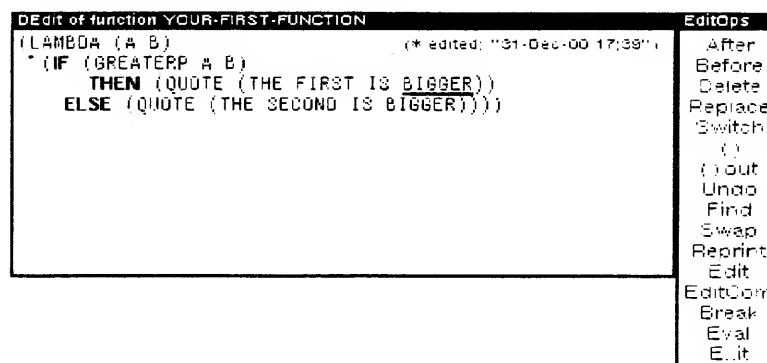 DEdit of function YOUR-FIRST-FUNCTION
(LAMBDA (A B) (* edited: "31-Dec-00 17:39")
(IF (GREATERP A B)
THEN (QUOTE (THE FIRST IS BIGGER))
ELSE (QUOTE (THE SECOND IS BIGGER))))
EditOps
After
Before
Delete
Replace
Switch
( )
( ) out
Undo
Find
Swap
Reprint
Edit
EditCom
Break
Eval